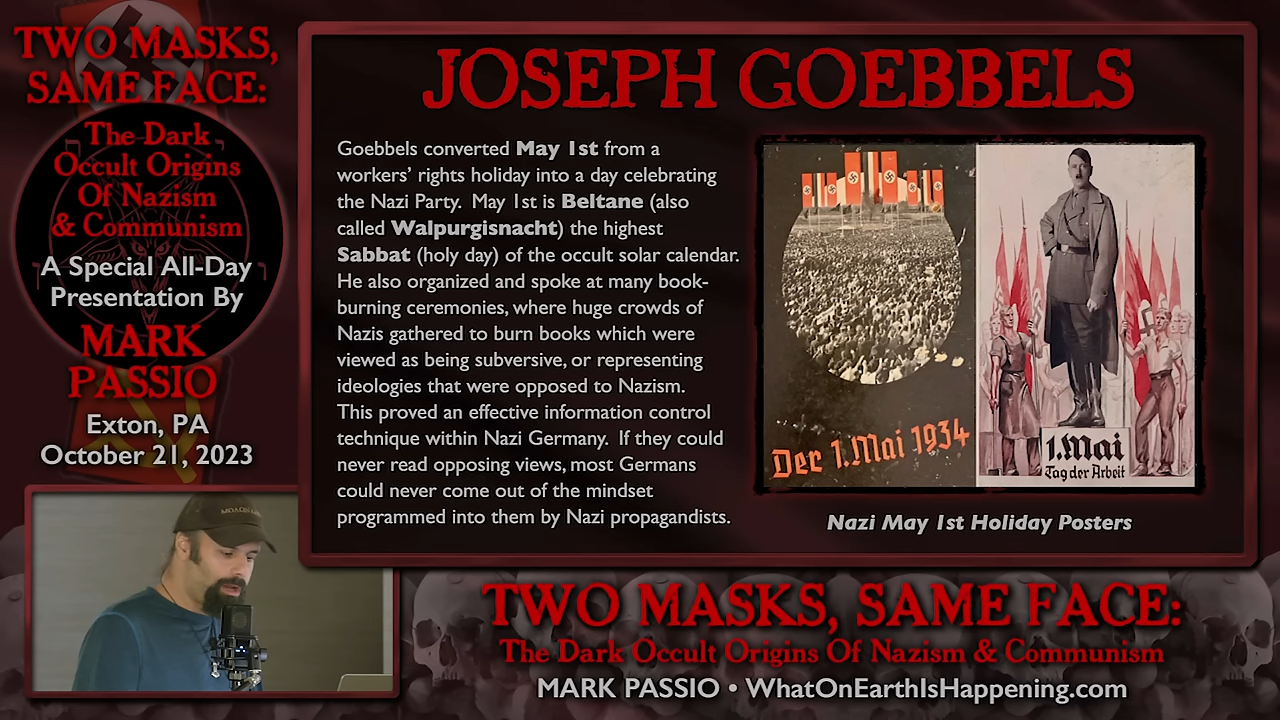 TWO MASKS,
SAME FACE:
The Dark
Occult Origins
Of Nazism
& Communism
A Special All-Day
Presentation By
MARK
PASSIO
Exton, PA
October 21, 2023
JOSEPH GOEBBELS
Goebbels converted May 1st from a
workers' rights holiday into a day celebrating
the Nazi Party. May 1st is Beltane (also
called Walpurgisnacht) the highest
Sabbat (holy day) of the occult solar calendar.
He also organized and spoke at many book-
burning ceremonies, where huge crowds of
Nazis gathered to burn books which were
viewed as being subversive, or representing
ideologies that were opposed to Nazism.
This proved an effective information control
technique within Nazi Germany. If they could
never read opposing views, most Germans
could never come out of the mindset
programmed into them by Nazi propagandists.
Der 1. Mai 1934
1. Mai
Tag der Arbeit
Nazi May 1st Holiday Posters
TWO MASKS, SAME FACE:
The Dark Occult Origins Of Nazism & Communism
MARK PASSIO • WhatOnEarthIsHappening.com